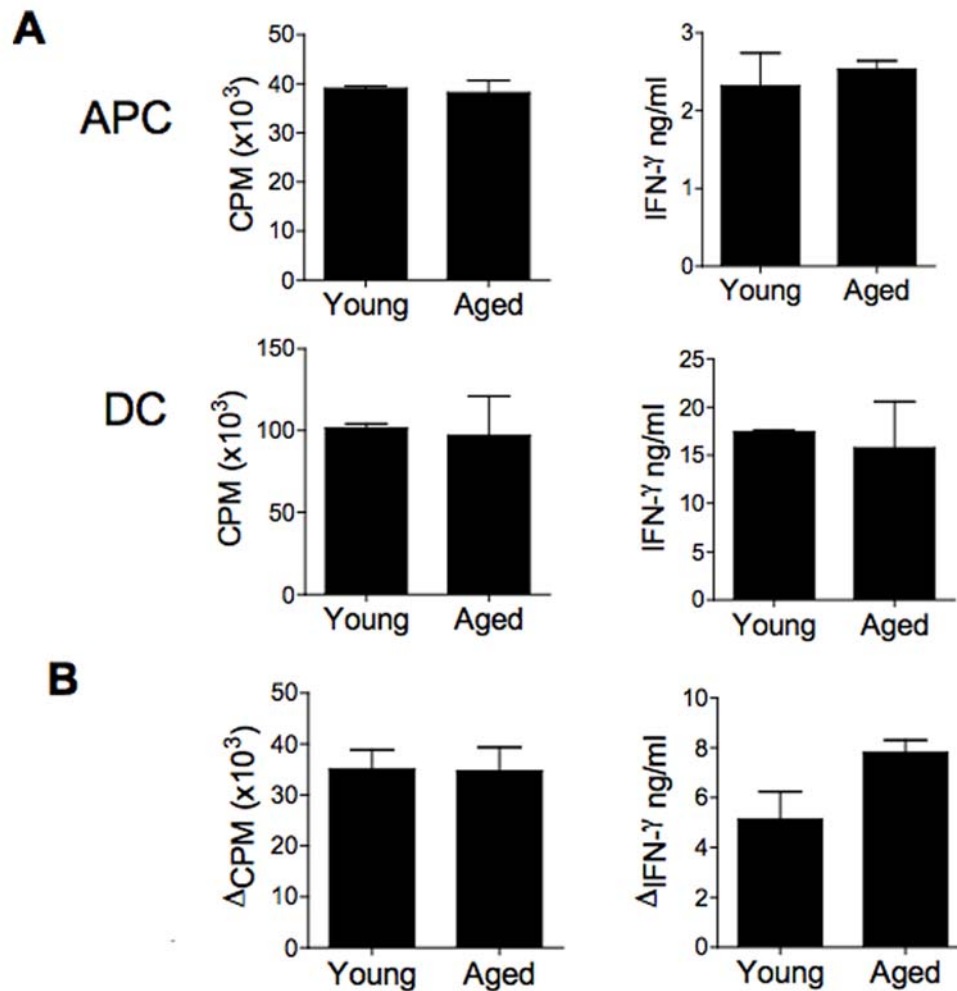 A
APC
CPM (x10³)
50
40
30
20
10
0
Young Aged
IFN-γ ng/ml
3
2
1
0
Young Aged
DC
CPM (x10³)
150
100
50
0
Young Aged
IFN-γ ng/ml
25
20
15
10
5
0
Young Aged
B
ΔCPM (x10³)
50
40
30
20
10
0
Young Aged
ΔIFN-γ ng/ml
10
8
6
4
2
0
Young Aged